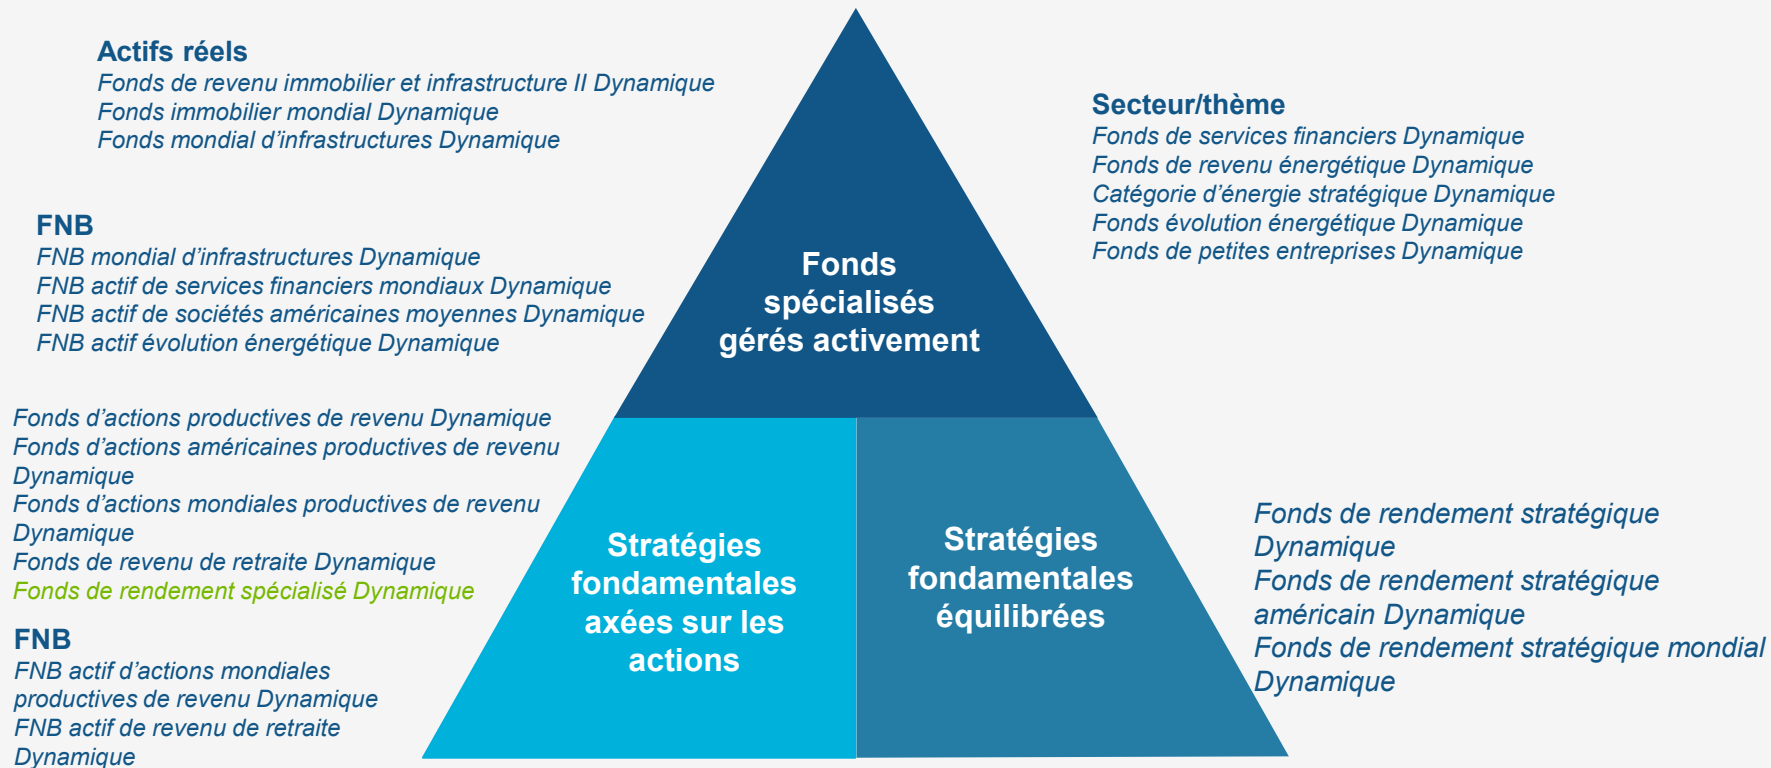 Actifs réels
Fonds de revenu immobilier et infrastructure II Dynamique
Fonds immobilier mondial Dynamique
Fonds mondial d’infrastructures Dynamique
FNB
FNB mondial d’infrastructures Dynamique
FNB actif de services financiers mondiaux Dynamique
FNB actif de sociétés américaines moyennes Dynamique
FNB actif évolution énergétique Dynamique
Secteur/thème
Fonds de services financiers Dynamique
Fonds de revenu énergétique Dynamique
Catégorie d’énergie stratégique Dynamique
Fonds évolution énergétique Dynamique
Fonds de petites entreprises Dynamique
Fonds
spécialisés
gérés activement
Fonds d’actions productives de revenu Dynamique
Fonds d’actions américaines productives de revenu
Dynamique
Fonds d’actions mondiales productives de revenu
Dynamique
Fonds de revenu de retraite Dynamique
Fonds de rendement spécialisé Dynamique
FNB
FNB actif d’actions mondiales
productives de revenu Dynamique
FNB actif de revenu de retraite
Dynamique
Stratégies
fondamentales
axées sur les
actions
Stratégies
fondamentales
équilibrées
Fonds de rendement stratégique
Dynamique
Fonds de rendement stratégique
américain Dynamique
Fonds de rendement stratégique mondial
Dynamique